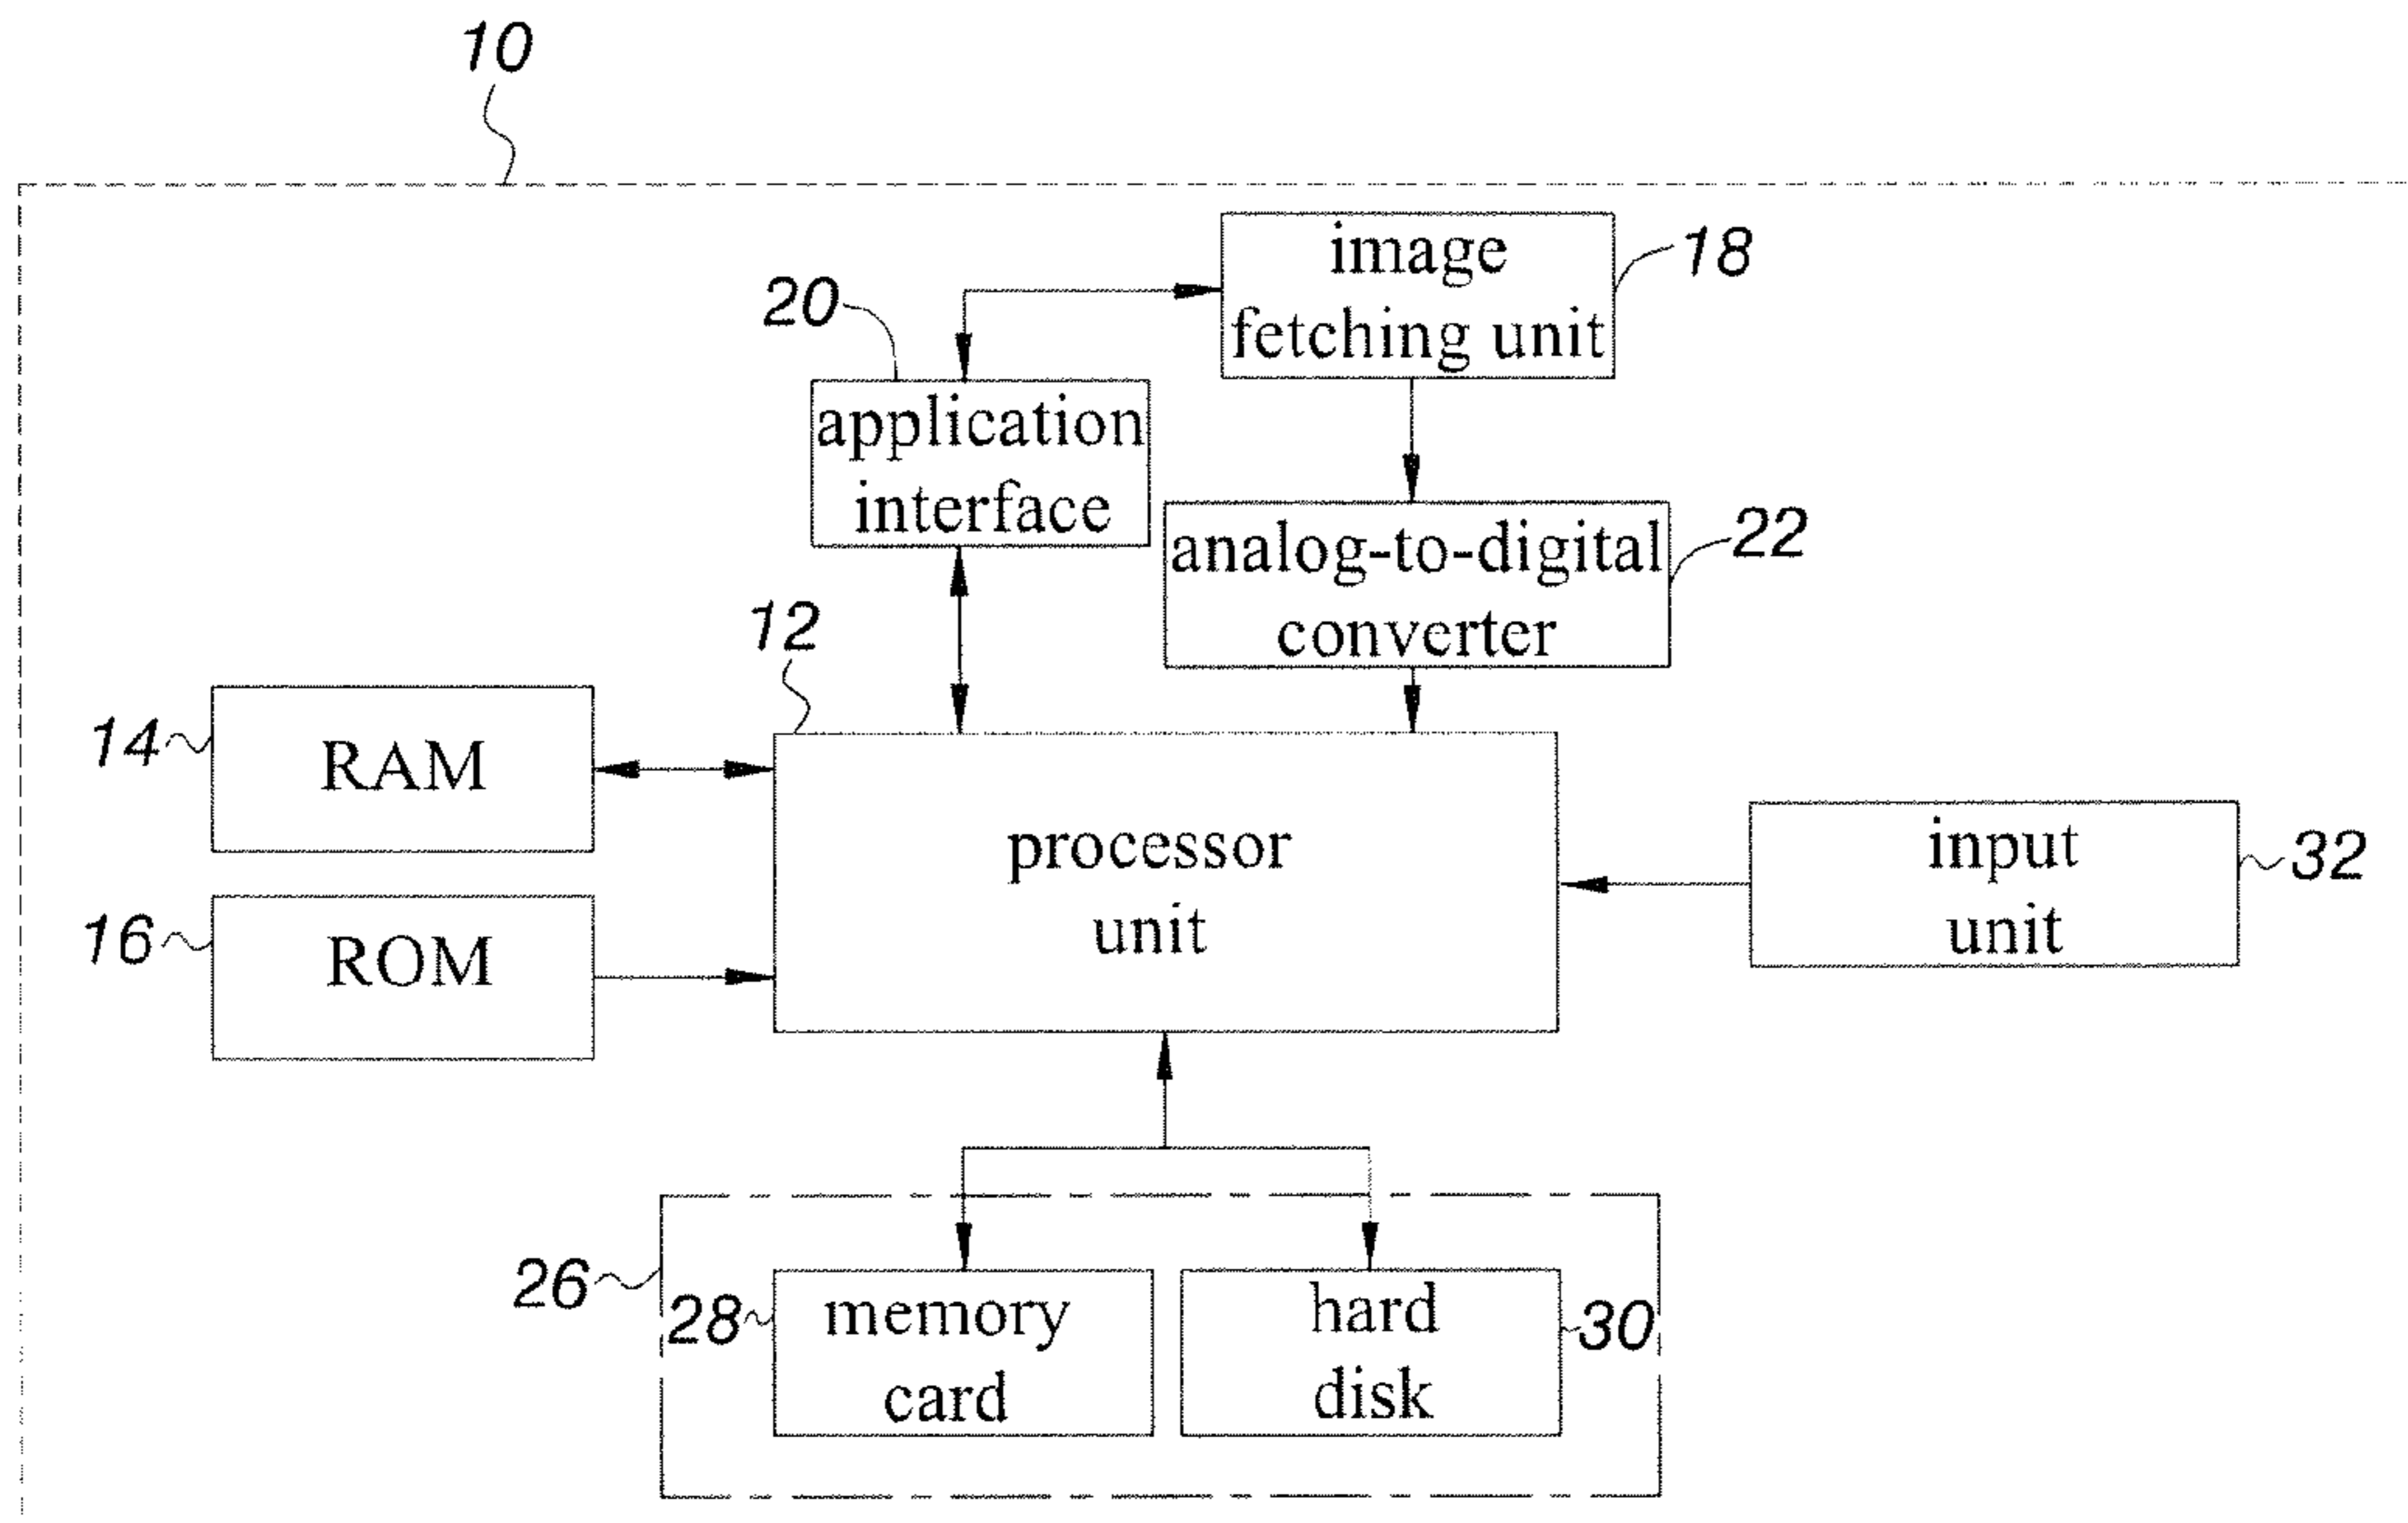 10
image
fetching unit
18
20
application
interface
analog-to-digital
converter
22
12
14
RAM
processor
unit
input
unit
32
16
ROM
26
28
memory
card
hard
disk
30